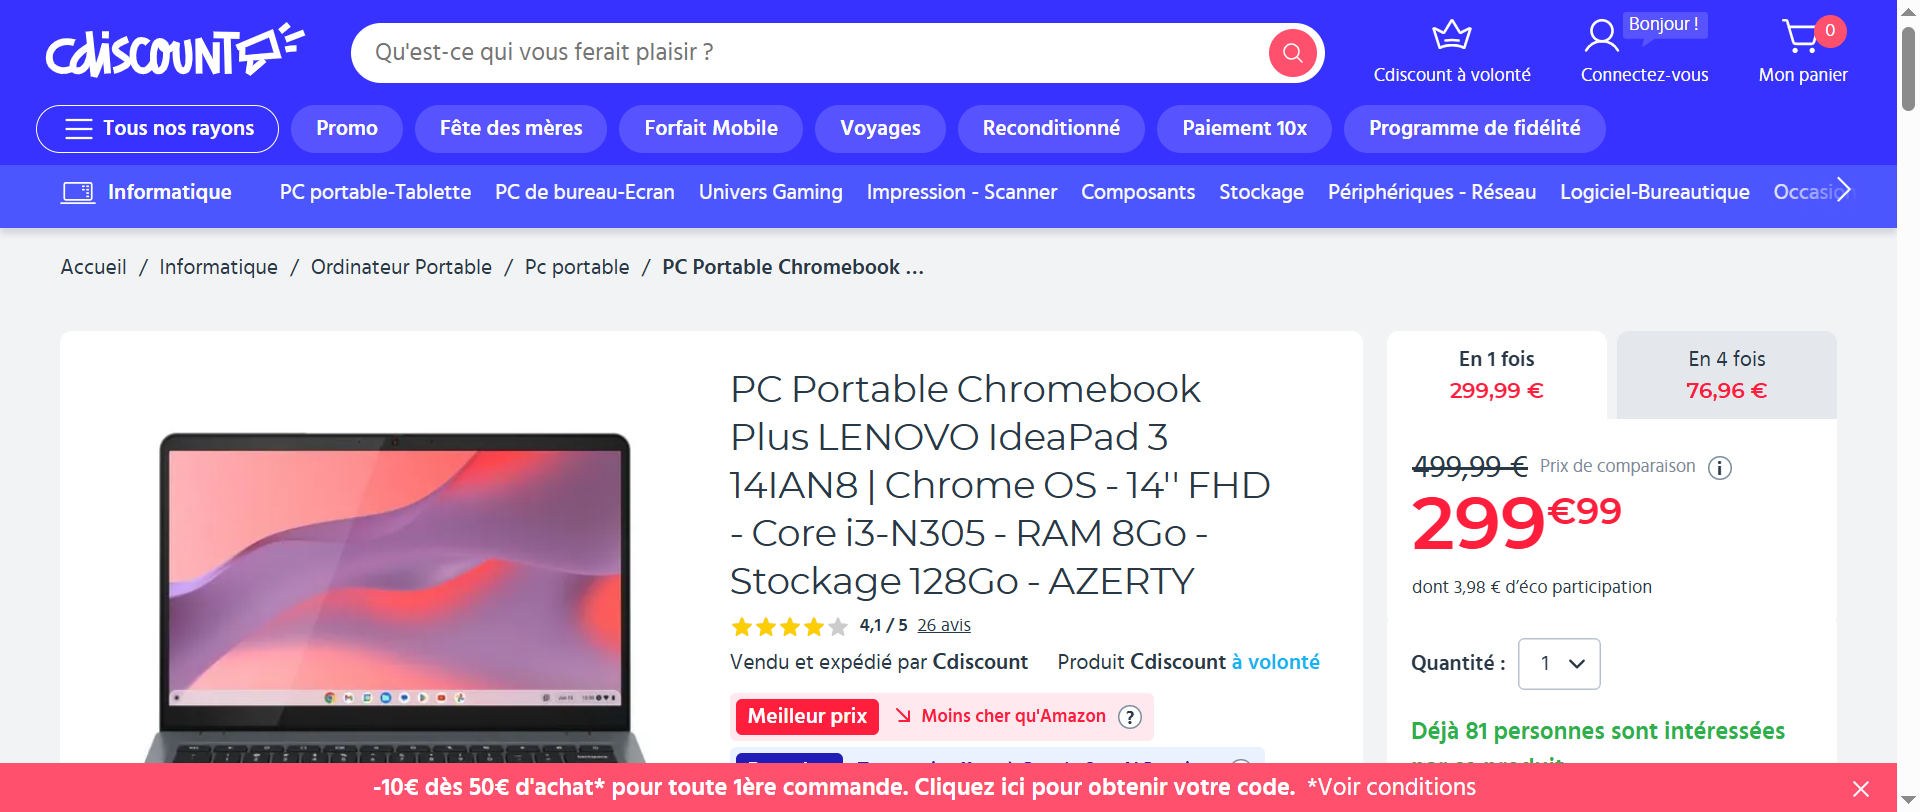 Cdiscount
Qu'est-ce qui vous ferait plaisir ?
Cdiscount à volonté
Bonjour !
Connectez-vous
0
Mon panier
Tous nos rayons
Promo
Fête des mères
Forfait Mobile
Voyages
Reconditionné
Paiement 10x
Programme de fidélité
Informatique
PC portable-Tablette
PC de bureau-Ecran
Univers Gaming
Impression - Scanner
Composants
Stockage
Périphériques - Réseau
Logiciel-Bureautique
Occasion
Accueil / Informatique / Ordinateur Portable / Pc portable / PC Portable Chromebook ...
PC Portable Chromebook
Plus LENOVO IdeaPad 3
14IAN8 | Chrome OS - 14'' FHD
- Core i3-N305 - RAM 8Go -
Stockage 128Go - AZERTY
4,1 / 5 26 avis
Vendu et expédié par Cdiscount Produit Cdiscount à volonté
Meilleur prix Moins cher qu'Amazon ?
En 1 fois
299,99 €
En 4 fois
76,96 €
499,99 € Prix de comparaison i
299€99
dont 3,98 € d'éco participation
Quantité : 1
Déjà 81 personnes sont intéressées
-10€ dès 50€ d'achat* pour toute 1ère commande. Cliquez ici pour obtenir votre code. *Voir conditions